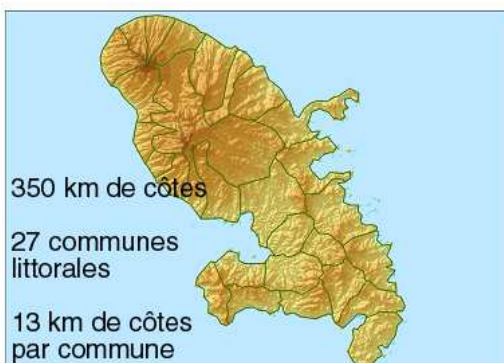 350 km de côtes
27 communes
littorales
13 km de côtes
par commune